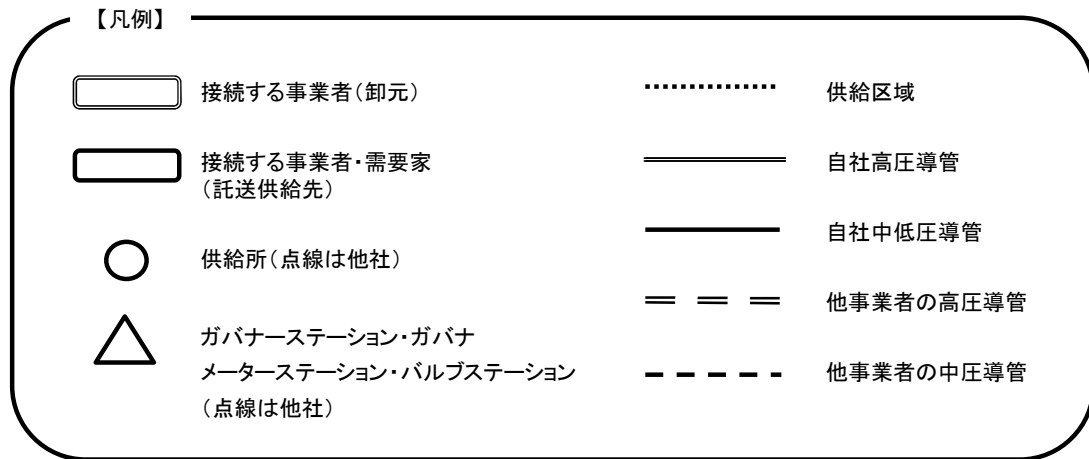 【凡例】
接続する事業者(卸元)
接続する事業者・需要家
(託送供給先)
供給所(点線は他社)
ガバナーステーション・ガバナ
メーターステーション・バルブステーション
(点線は他社)
供給区域
自社高圧導管
自社中低圧導管
他事業者の高圧導管
他事業者の中圧導管